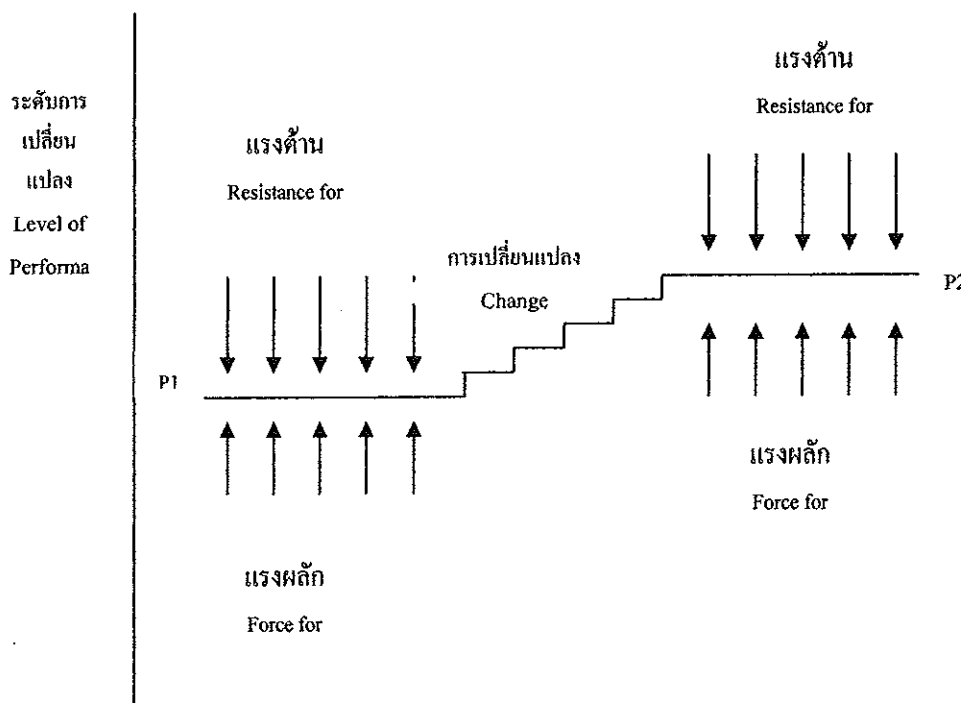 ระดับการ
เปลี่ยน
แปลง
Level of
Performa
แรงต้าน
Resistance for
แรงต้าน
Resistance for
การเปลี่ยนแปลง
Change
P1
P2
แรงผลัก
Force for
แรงผลัก
Force for